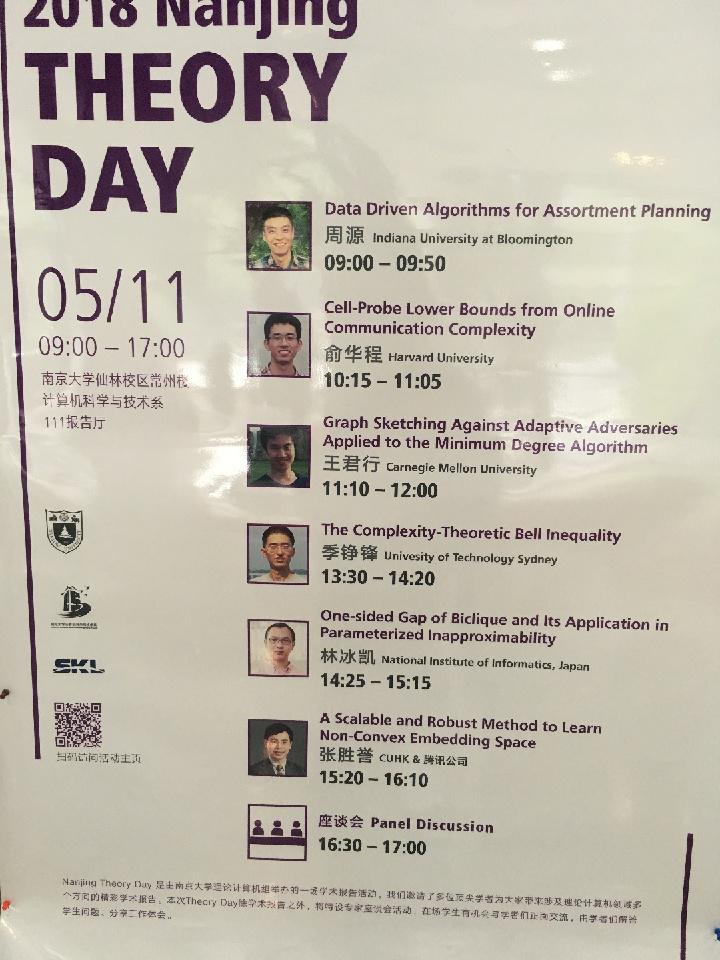 2018 Nanjing
THEORY
DAY
05/11
09:00 – 17:00
南京大学仙林校区常州楼
计算机科学与技术系
111报告厅
SKL
扫码访问活动主页
Data Driven Algorithms for Assortment Planning
周源 Indiana University at Bloomington
09:00 – 09:50
Cell-Probe Lower Bounds from Online
Communication Complexity
俞华程 Harvard University
10:15 – 11:05
Graph Sketching Against Adaptive Adversaries
Applied to the Minimum Degree Algorithm
王君行 Carnegie Mellon University
11:10 – 12:00
The Complexity-Theoretic Bell Inequality
季铮锋 Univesity of Technology Sydney
13:30 – 14:20
One-sided Gap of Biclique and Its Application in
Parameterized Inapproximability
林冰凯 National Institute of Informatics, Japan
14:25 – 15:15
A Scalable and Robust Method to Learn
Non-Convex Embedding Space
张胜誉 CUHK & 腾讯公司
15:20 – 16:10
座谈会 Panel Discussion
16:30 – 17:00
Nanjing Theory Day 是由南京大学理论计算机组举办的一场学术报告活动，我们邀请了多位顶尖学者为大家带来涉及理论计算机领域多
个方向的精彩学术报告。本次Theory Day除学术报告之外，将特设专家座谈会活动，在场学生有机会与学者们正面交流，由学者们解答
学生问题、分享工作体会。